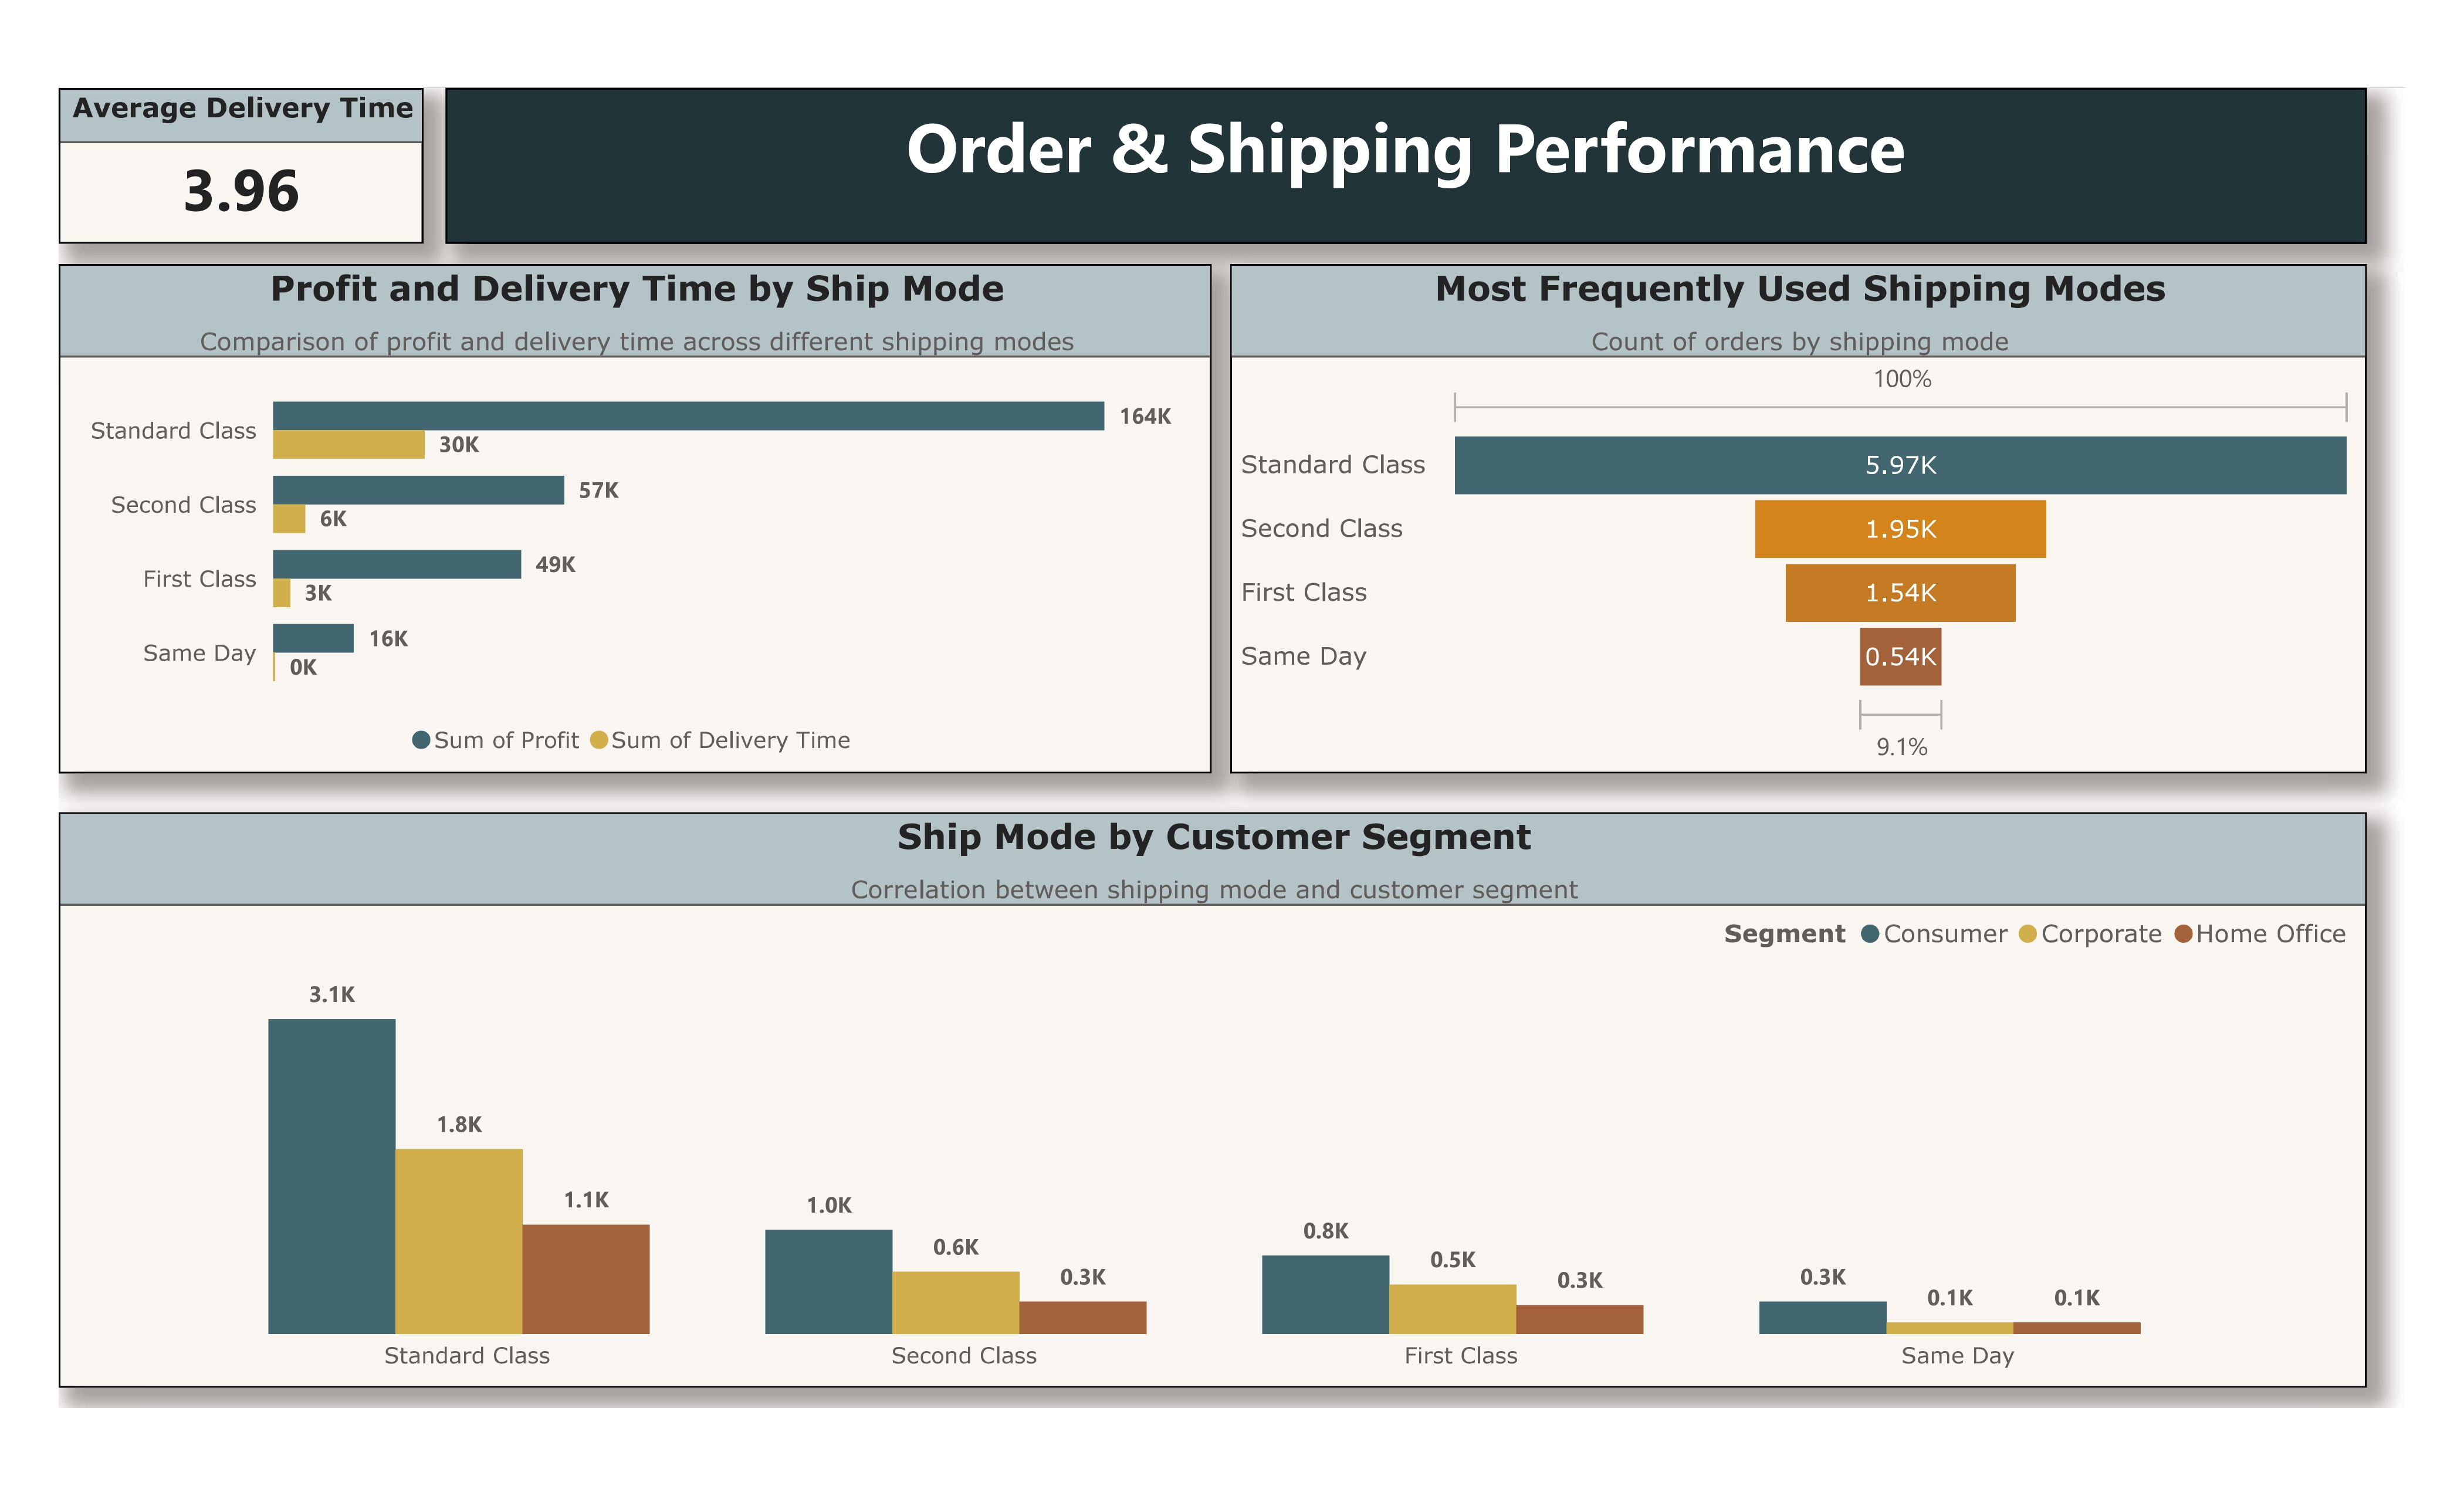 Average Delivery Time
3.96
Order & Shipping Performance
Profit and Delivery Time by Ship Mode
Comparison of profit and delivery time across different shipping modes
Standard Class
164K
30K
Second Class
57K
6K
First Class
49K
3K
Same Day
16K
0K
Sum of Profit Sum of Delivery Time
Most Frequently Used Shipping Modes
Count of orders by shipping mode
100%
Standard Class 5.97K
Second Class 1.95K
First Class 1.54K
Same Day 0.54K
9.1%
Ship Mode by Customer Segment
Correlation between shipping mode and customer segment
Segment Consumer Corporate Home Office
3.1K
1.8K
1.1K
1.0K
0.6K
0.3K
0.8K
0.5K
0.3K
0.3K
0.1K
0.1K
Standard Class Second Class First Class Same Day